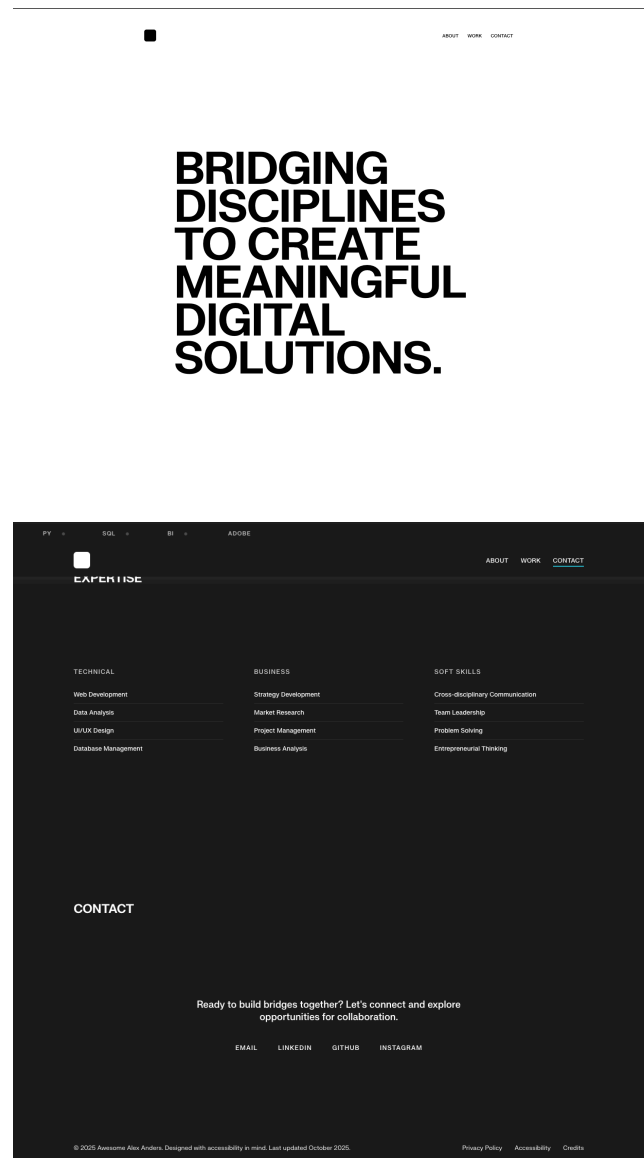 ABOUT WORK CONTACT
BRIDGING
DISCIPLINES
TO CREATE
MEANINGFUL
DIGITAL
SOLUTIONS.
PY SQL BI ADOBE
ABOUT WORK CONTACT
EXPERTISE
TECHNICAL
Web Development
Data Analysis
UI/UX Design
Database Management
BUSINESS
Strategy Development
Market Research
Project Management
Business Analysis
SOFT SKILLS
Cross-disciplinary Communication
Team Leadership
Problem Solving
Entrepreneurial Thinking
CONTACT
Ready to build bridges together? Let's connect and explore
opportunities for collaboration.
EMAIL LINKEDIN GITHUB INSTAGRAM
© 2025 Awesome Alex Anders. Designed with accessibility in mind. Last updated October 2025.
Privacy Policy Accessibility Credits